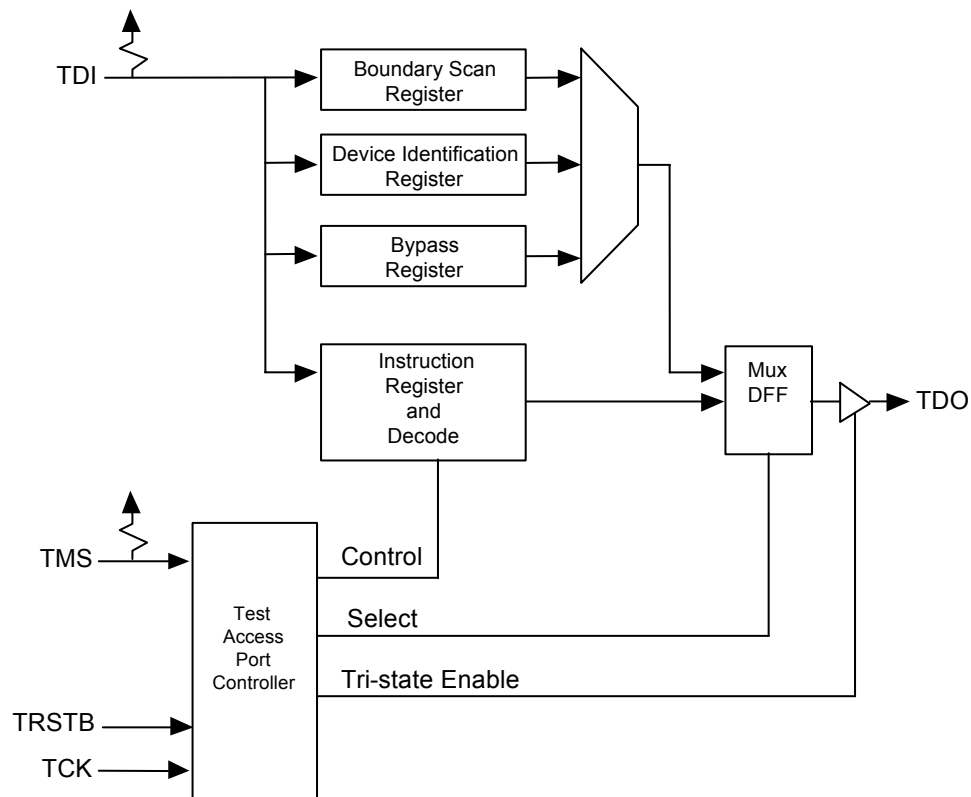 TDI
Boundary Scan
Register
Device Identification
Register
Bypass
Register
Instruction
Register
and
Decode
Mux
DFF
TDO
TMS
Control
Test
Access
Port
Controller
Select
Tri-state Enable
TRSTB
TCK